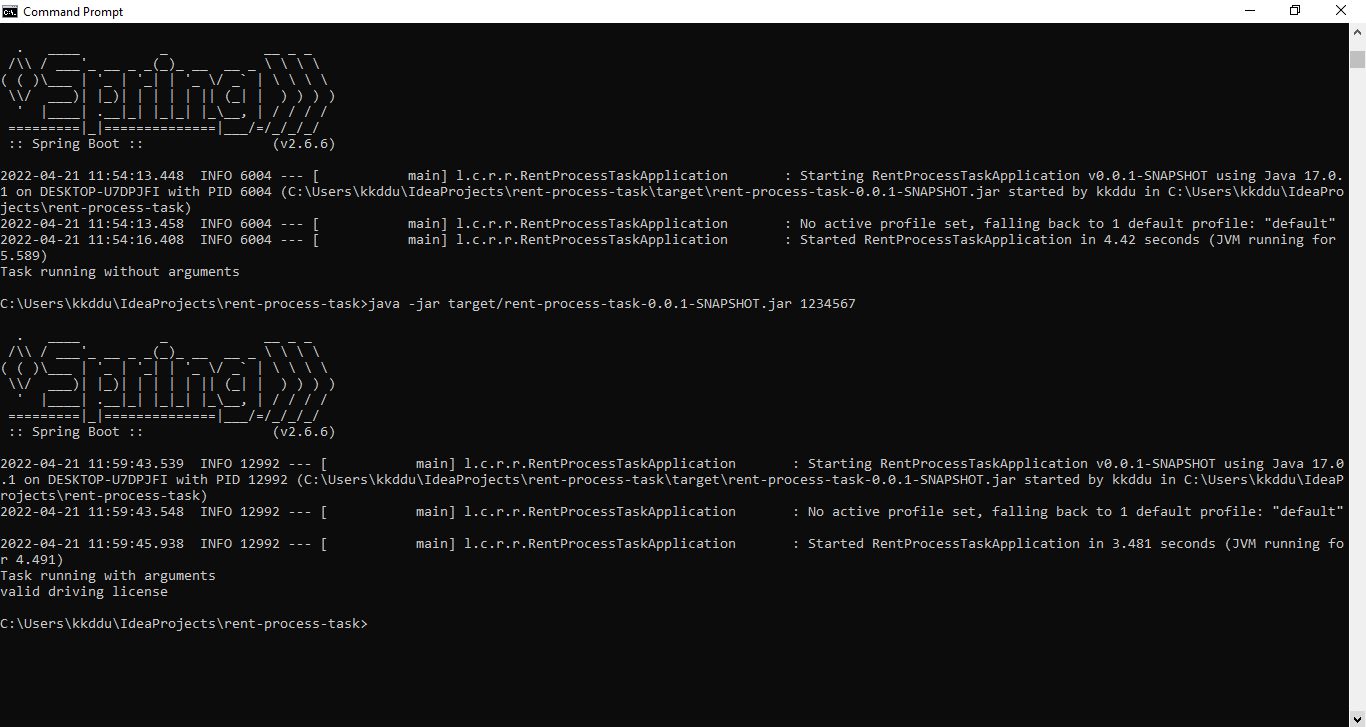 Command Prompt
  .   ____          _            __ _ _
 /\\ / ___'_ __ _ _(_)_ __  __ _ \ \ \ \
( ( )\___ | '_ | '_| | '_ \/ _` | \ \ \ \
 \\/  ___)| |_)| | | | | || (_| |  ) ) ) )
  '  |____| .__|_| |_|_| |_\__, | / / / /
 =========|_|==============|___/=/_/_/_/
 :: Spring Boot ::                (v2.6.6)
2022-04-21 11:54:13.448  INFO 6004 --- [           main] l.c.r.r.RentProcessTaskApplication       : Starting RentProcessTaskApplication v0.0.1-SNAPSHOT using Java 17.0.
1 on DESKTOP-U7DPJFI with PID 6004 (C:\Users\kkddu\IdeaProjects\rent-process-task\target\rent-process-task-0.0.1-SNAPSHOT.jar started by kkddu in C:\Users\kkddu\IdeaPro
jects\rent-process-task)
2022-04-21 11:54:13.458  INFO 6004 --- [           main] l.c.r.r.RentProcessTaskApplication       : No active profile set, falling back to 1 default profile: "default"
2022-04-21 11:54:16.408  INFO 6004 --- [           main] l.c.r.r.RentProcessTaskApplication       : Started RentProcessTaskApplication in 4.42 seconds (JVM running for
5.589)
Task running without arguments
C:\Users\kkddu\IdeaProjects\rent-process-task>java -jar target/rent-process-task-0.0.1-SNAPSHOT.jar 1234567
  .   ____          _            __ _ _
 /\\ / ___'_ __ _ _(_)_ __  __ _ \ \ \ \
( ( )\___ | '_ | '_| | '_ \/ _` | \ \ \ \
 \\/  ___)| |_)| | | | | || (_| |  ) ) ) )
  '  |____| .__|_| |_|_| |_\__, | / / / /
 =========|_|==============|___/=/_/_/_/
 :: Spring Boot ::                (v2.6.6)
2022-04-21 11:59:43.539  INFO 12992 --- [           main] l.c.r.r.RentProcessTaskApplication       : Starting RentProcessTaskApplication v0.0.1-SNAPSHOT using Java 17.0
.1 on DESKTOP-U7DPJFI with PID 12992 (C:\Users\kkddu\IdeaProjects\rent-process-task\target\rent-process-task-0.0.1-SNAPSHOT.jar started by kkddu in C:\Users\kkddu\IdeaP
rojects\rent-process-task)
2022-04-21 11:59:43.548  INFO 12992 --- [           main] l.c.r.r.RentProcessTaskApplication       : No active profile set, falling back to 1 default profile: "default"
2022-04-21 11:59:45.938  INFO 12992 --- [           main] l.c.r.r.RentProcessTaskApplication       : Started RentProcessTaskApplication in 3.481 seconds (JVM running fo
r 4.491)
Task running with arguments
valid driving license
C:\Users\kkddu\IdeaProjects\rent-process-task>